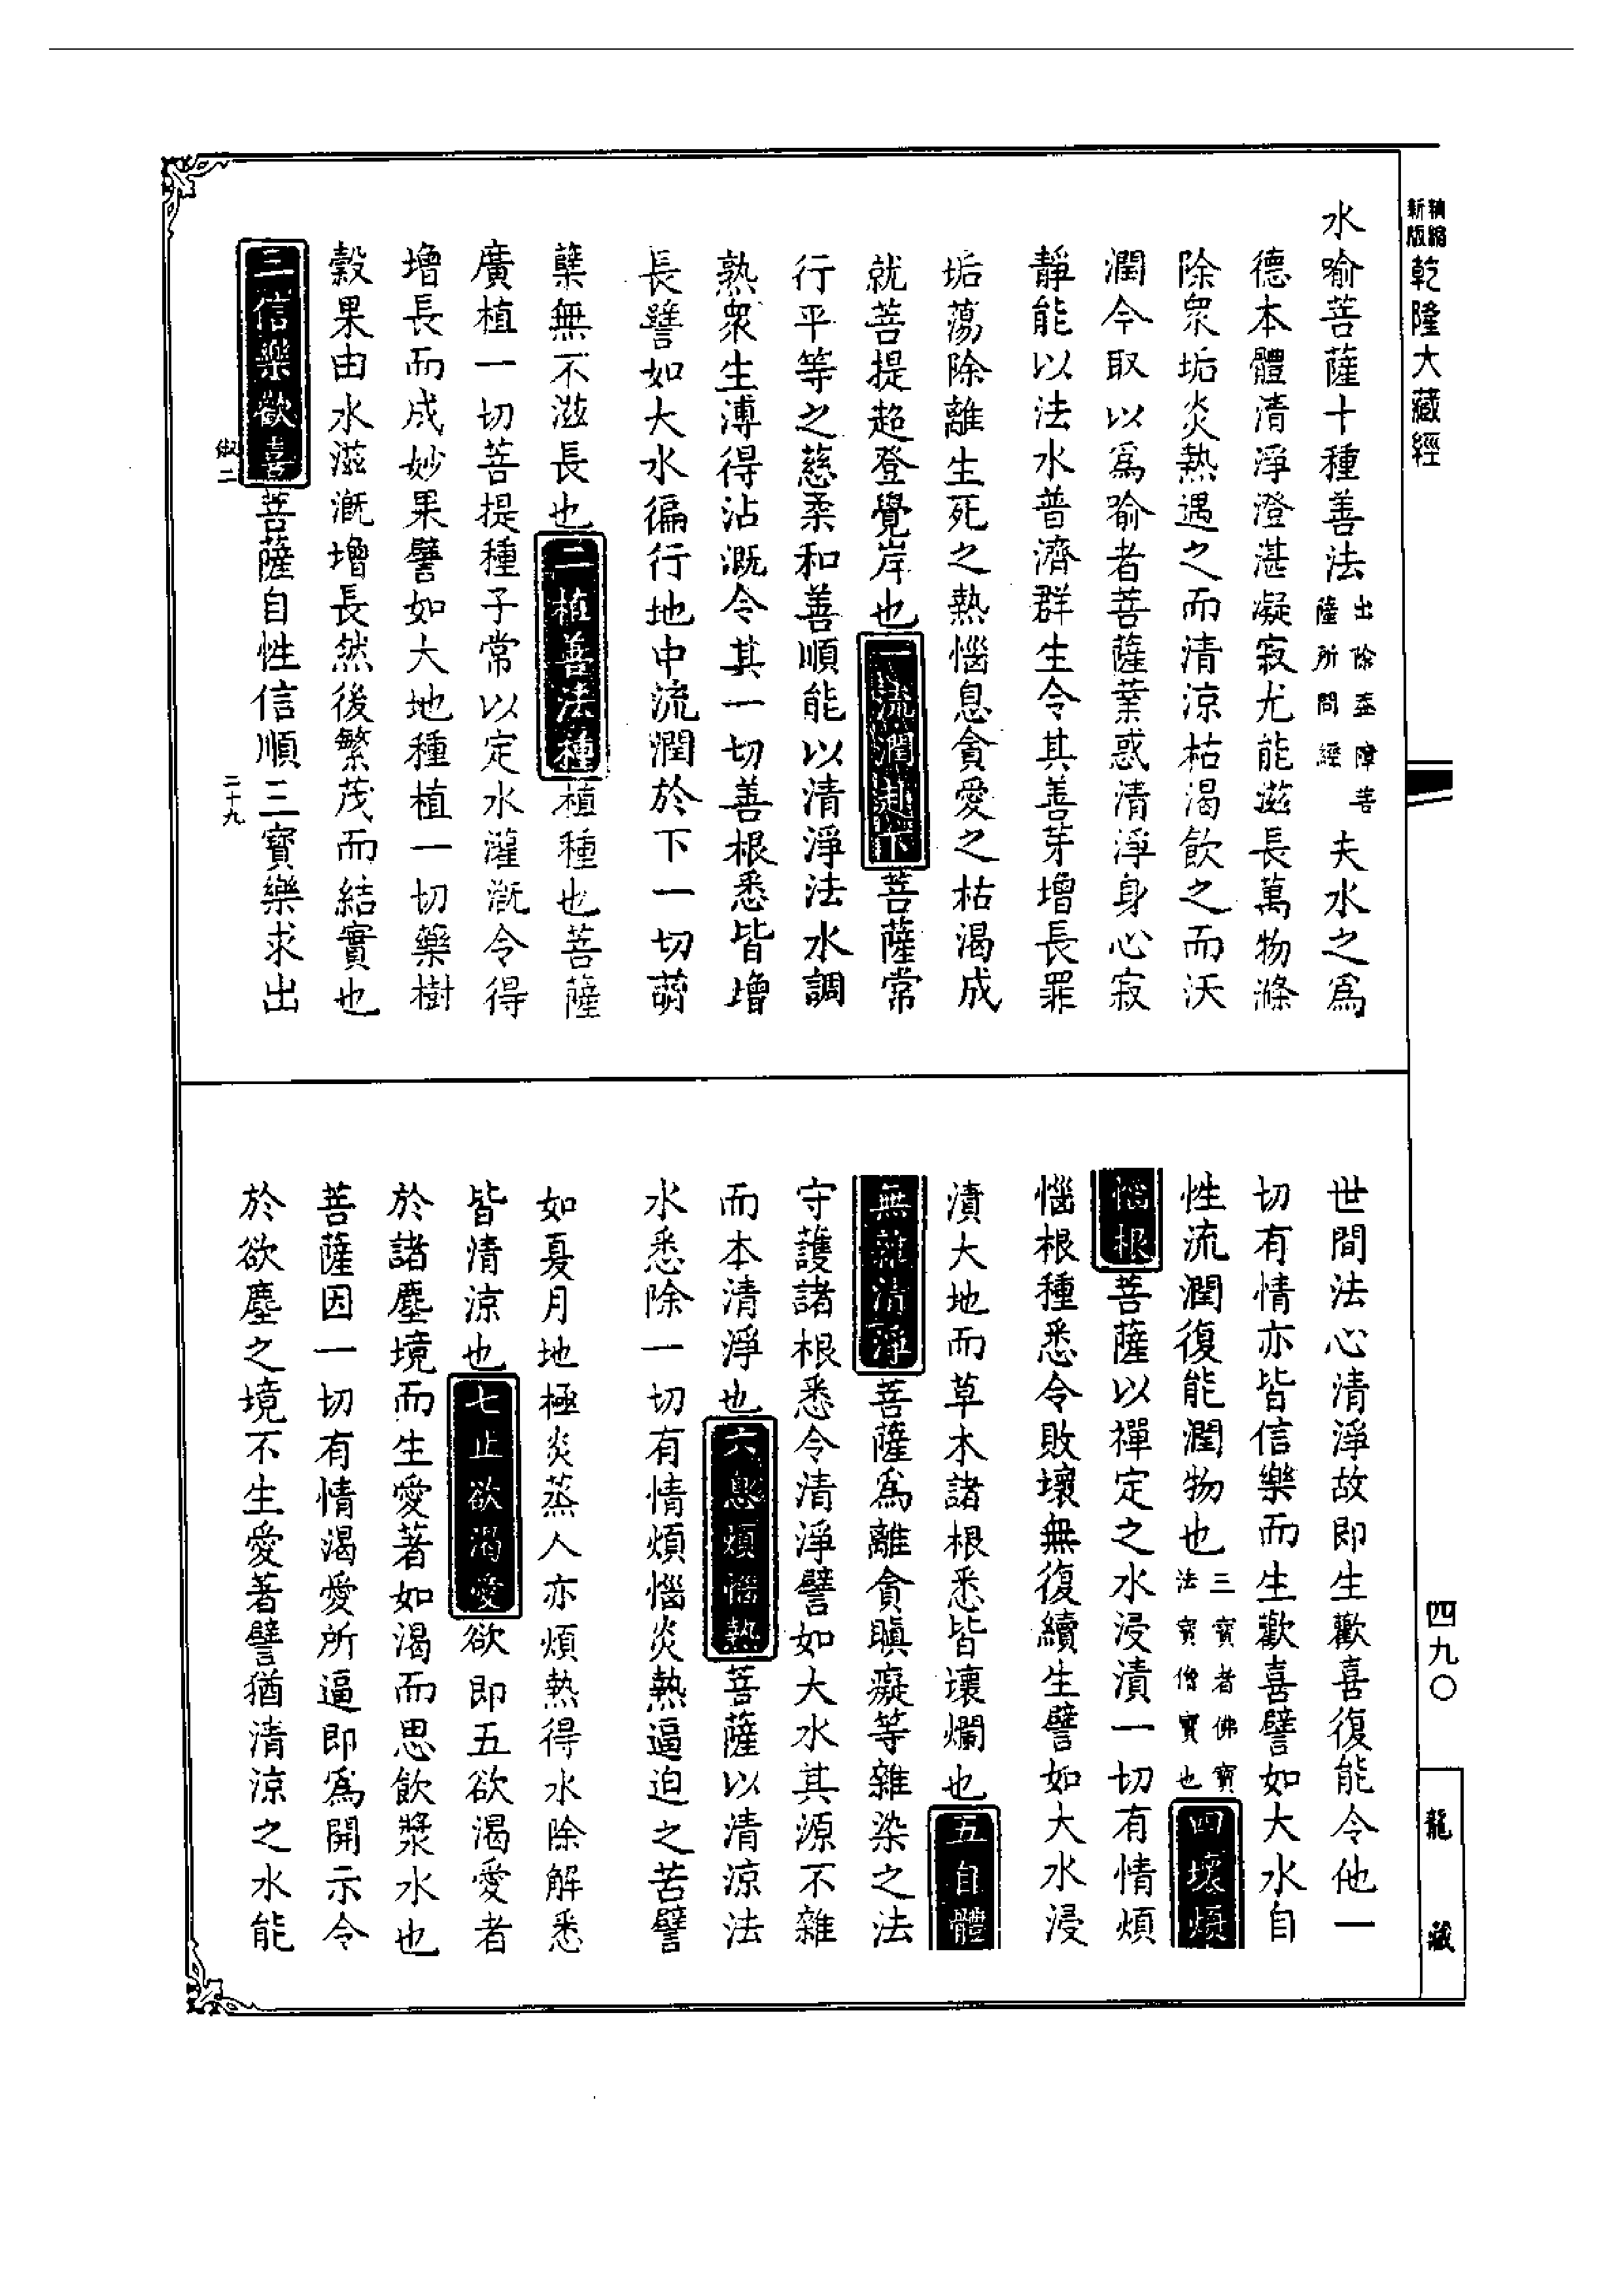 新版精縮乾隆大藏經
水喻菩薩十種善法出除蓋障菩薩所問經夫水之為
德本體清淨澄湛凝寂尤能滋長萬物滌
除眾垢炎熱遇之而清涼枯渴飲之而沃
潤今取以為喻者菩薩業惑清淨身心寂
靜能以法水普濟群生令其善芽增長罪
垢蕩除離生死之熱惱息貪愛之枯渴成
就菩提超登覺岸也一流潤赴下菩薩常
行平等之慈柔和善順能以清淨法水調
熟眾生溥得沾溉令其一切善根悉皆增
長譬如大水徧行地中流潤於下一切萌
櫱無不滋長也二植善法種植種也菩薩
廣植一切菩提種子常以定水灌溉令得
增長而成妙果譬如大地種植一切藥樹
穀果由水滋溉增長然後繁茂而結實也
三信樂歡喜菩薩自性信順三寶樂求出
二十九
世間法心清淨故即生歡喜復能令他一
切有情亦皆信樂而生歡喜譬如大水自
性流潤復能潤物也三寶者佛寶法寶僧寶也四壞煩
惱根菩薩以禪定之水浸漬一切有情煩
惱根種悉令敗壞無復續生譬如大水浸
漬大地而草木諸根悉皆壞爛也五自體
無雜清淨菩薩為離貪瞋癡等雜染之法
守護諸根悉令清淨譬如大水其源不雜
而本清淨也六息煩惱熱菩薩以清涼法
水悉除一切有情煩惱炎熱逼迫之苦譬
如夏月地極炎蒸人亦煩熱得水除解悉
皆清涼也七止欲渴愛欲即五欲渴愛者
於諸塵境而生愛著如渴而思飲漿水也
菩薩因一切有情渴愛所逼即為開示令
於欲塵之境不生愛著譬猶清涼之水能
四九〇
龍藏